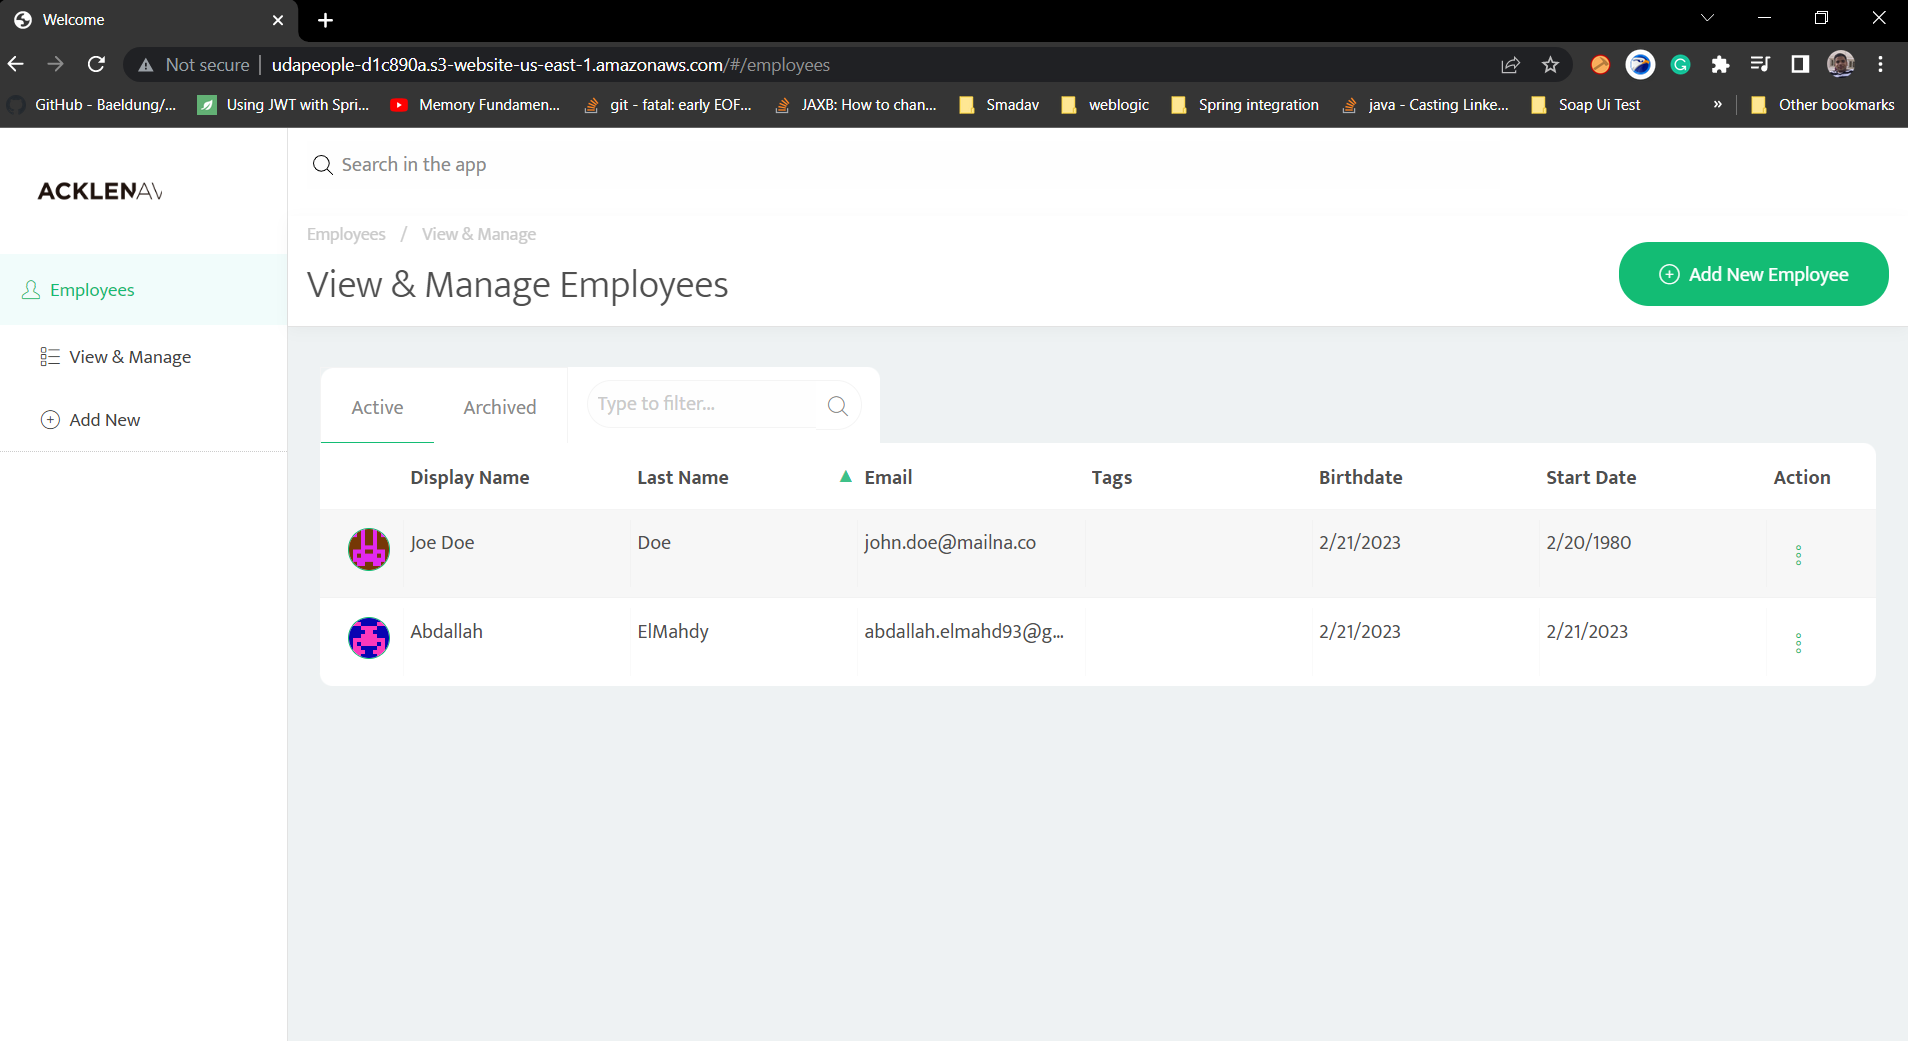 Welcome
Not secure
udapeople-d1c890a.s3-website-us-east-1.amazonaws.com/#/employees
GitHub - Baeldung/...
Using JWT with Spri...
Memory Fundamen...
git - fatal: early EOF...
JAXB: How to chan...
Smadav
weblogic
Spring integration
java - Casting Linke...
Soap Ui Test
»
Other bookmarks
ACKLENAV
Search in the app
Employees / View & Manage
View & Manage Employees
Add New Employee
Employees
View & Manage
Add New
Active
Archived
Type to filter...
Display Name
Last Name
Email
Tags
Birthdate
Start Date
Action
Joe Doe
Doe
john.doe@mailna.co
2/21/2023
2/20/1980
Abdallah
ElMahdy
abdallah.elmahd93@g...
2/21/2023
2/21/2023